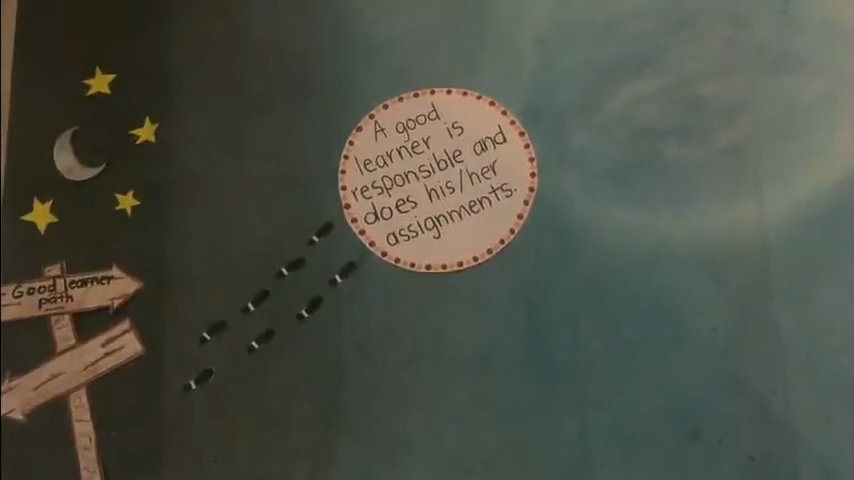 A good
learner is
responsible and
does his/her
assignments.
Good learner
path